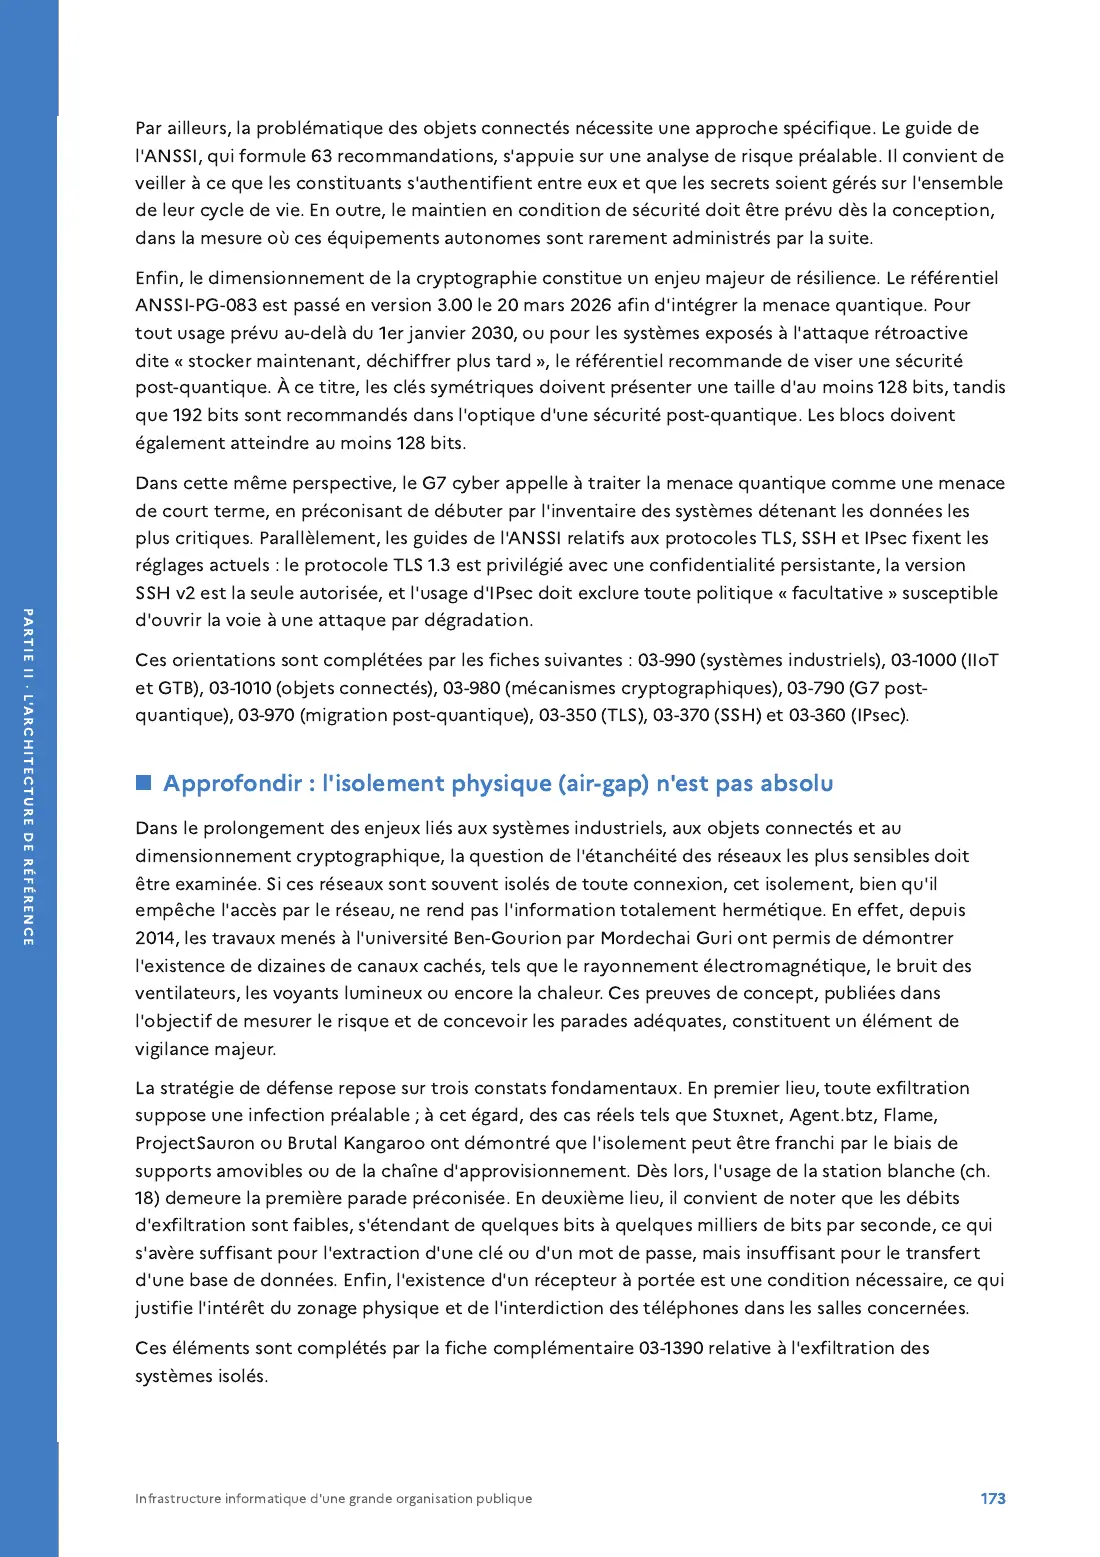 Par ailleurs, la problématique des objets connectés nécessite une approche spécifique. Le guide de
l'ANSSI, qui formule 63 recommandations, s'appuie sur une analyse de risque préalable. Il convient de
veiller à ce que les constituants s'authentifient entre eux et que les secrets soient gérés sur l'ensemble
de leur cycle de vie. En outre, le maintien en condition de sécurité doit être prévu dès la conception,
dans la mesure où ces équipements autonomes sont rarement administrés par la suite.
Enfin, le dimensionnement de la cryptographie constitue un enjeu majeur de résilience. Le référentiel
ANSSI-PG-083 est passé en version 3.00 le 20 mars 2026 afin d'intégrer la menace quantique. Pour
tout usage prévu au-delà du 1er janvier 2030, ou pour les systèmes exposés à l'attaque rétroactive
dite « stocker maintenant, déchiffrer plus tard », le référentiel recommande de viser une sécurité
post-quantique. À ce titre, les clés symétriques doivent présenter une taille d'au moins 128 bits, tandis
que 192 bits sont recommandés dans l'optique d'une sécurité post-quantique. Les blocs doivent
également atteindre au moins 128 bits.
Dans cette même perspective, le G7 cyber appelle à traiter la menace quantique comme une menace
de court terme, en préconisant de débuter par l'inventaire des systèmes détenant les données les
plus critiques. Parallèlement, les guides de l'ANSSI relatifs aux protocoles TLS, SSH et IPsec fixent les
réglages actuels : le protocole TLS 1.3 est privilégié avec une confidentialité persistante, la version
SSH v2 est la seule autorisée, et l'usage d'IPsec doit exclure toute politique « facultative » susceptible
d'ouvrir la voie à une attaque par dégradation.
Ces orientations sont complétées par les fiches suivantes : 03-990 (systèmes industriels), 03-1000 (IIoT
et GTB), 03-1010 (objets connectés), 03-980 (mécanismes cryptographiques), 03-790 (G7 post-
quantique), 03-970 (migration post-quantique), 03-350 (TLS), 03-370 (SSH) et 03-360 (IPsec).
■ Approfondir : l'isolement physique (air-gap) n'est pas absolu
Dans le prolongement des enjeux liés aux systèmes industriels, aux objets connectés et au
dimensionnement cryptographique, la question de l'étanchéité des réseaux les plus sensibles doit
être examinée. Si ces réseaux sont souvent isolés de toute connexion, cet isolement, bien qu'il
empêche l'accès par le réseau, ne rend pas l'information totalement hermétique. En effet, depuis
2014, les travaux menés à l'université Ben-Gourion par Mordechai Guri ont permis de démontrer
l'existence de dizaines de canaux cachés, tels que le rayonnement électromagnétique, le bruit des
ventilateurs, les voyants lumineux ou encore la chaleur. Ces preuves de concept, publiées dans
l'objectif de mesurer le risque et de concevoir les parades adéquates, constituent un élément de
vigilance majeur.
La stratégie de défense repose sur trois constats fondamentaux. En premier lieu, toute exfiltration
suppose une infection préalable ; à cet égard, des cas réels tels que Stuxnet, Agent.btz, Flame,
ProjectSauron ou Brutal Kangaroo ont démontré que l'isolement peut être franchi par le biais de
supports amovibles ou de la chaîne d'approvisionnement. Dès lors, l'usage de la station blanche (ch.
18) demeure la première parade préconisée. En deuxième lieu, il convient de noter que les débits
d'exfiltration sont faibles, s'étendant de quelques bits à quelques milliers de bits par seconde, ce qui
s'avère suffisant pour l'extraction d'une clé ou d'un mot de passe, mais insuffisant pour le transfert
d'une base de données. Enfin, l'existence d'un récepteur à portée est une condition nécessaire, ce qui
justifie l'intérêt du zonage physique et de l'interdiction des téléphones dans les salles concernées.
Ces éléments sont complétés par la fiche complémentaire 03-1390 relative à l'exfiltration des
systèmes isolés.
PARTIE II · L'ARCHITECTURE DE RÉFÉRENCE
Infrastructure informatique d'une grande organisation publique
173